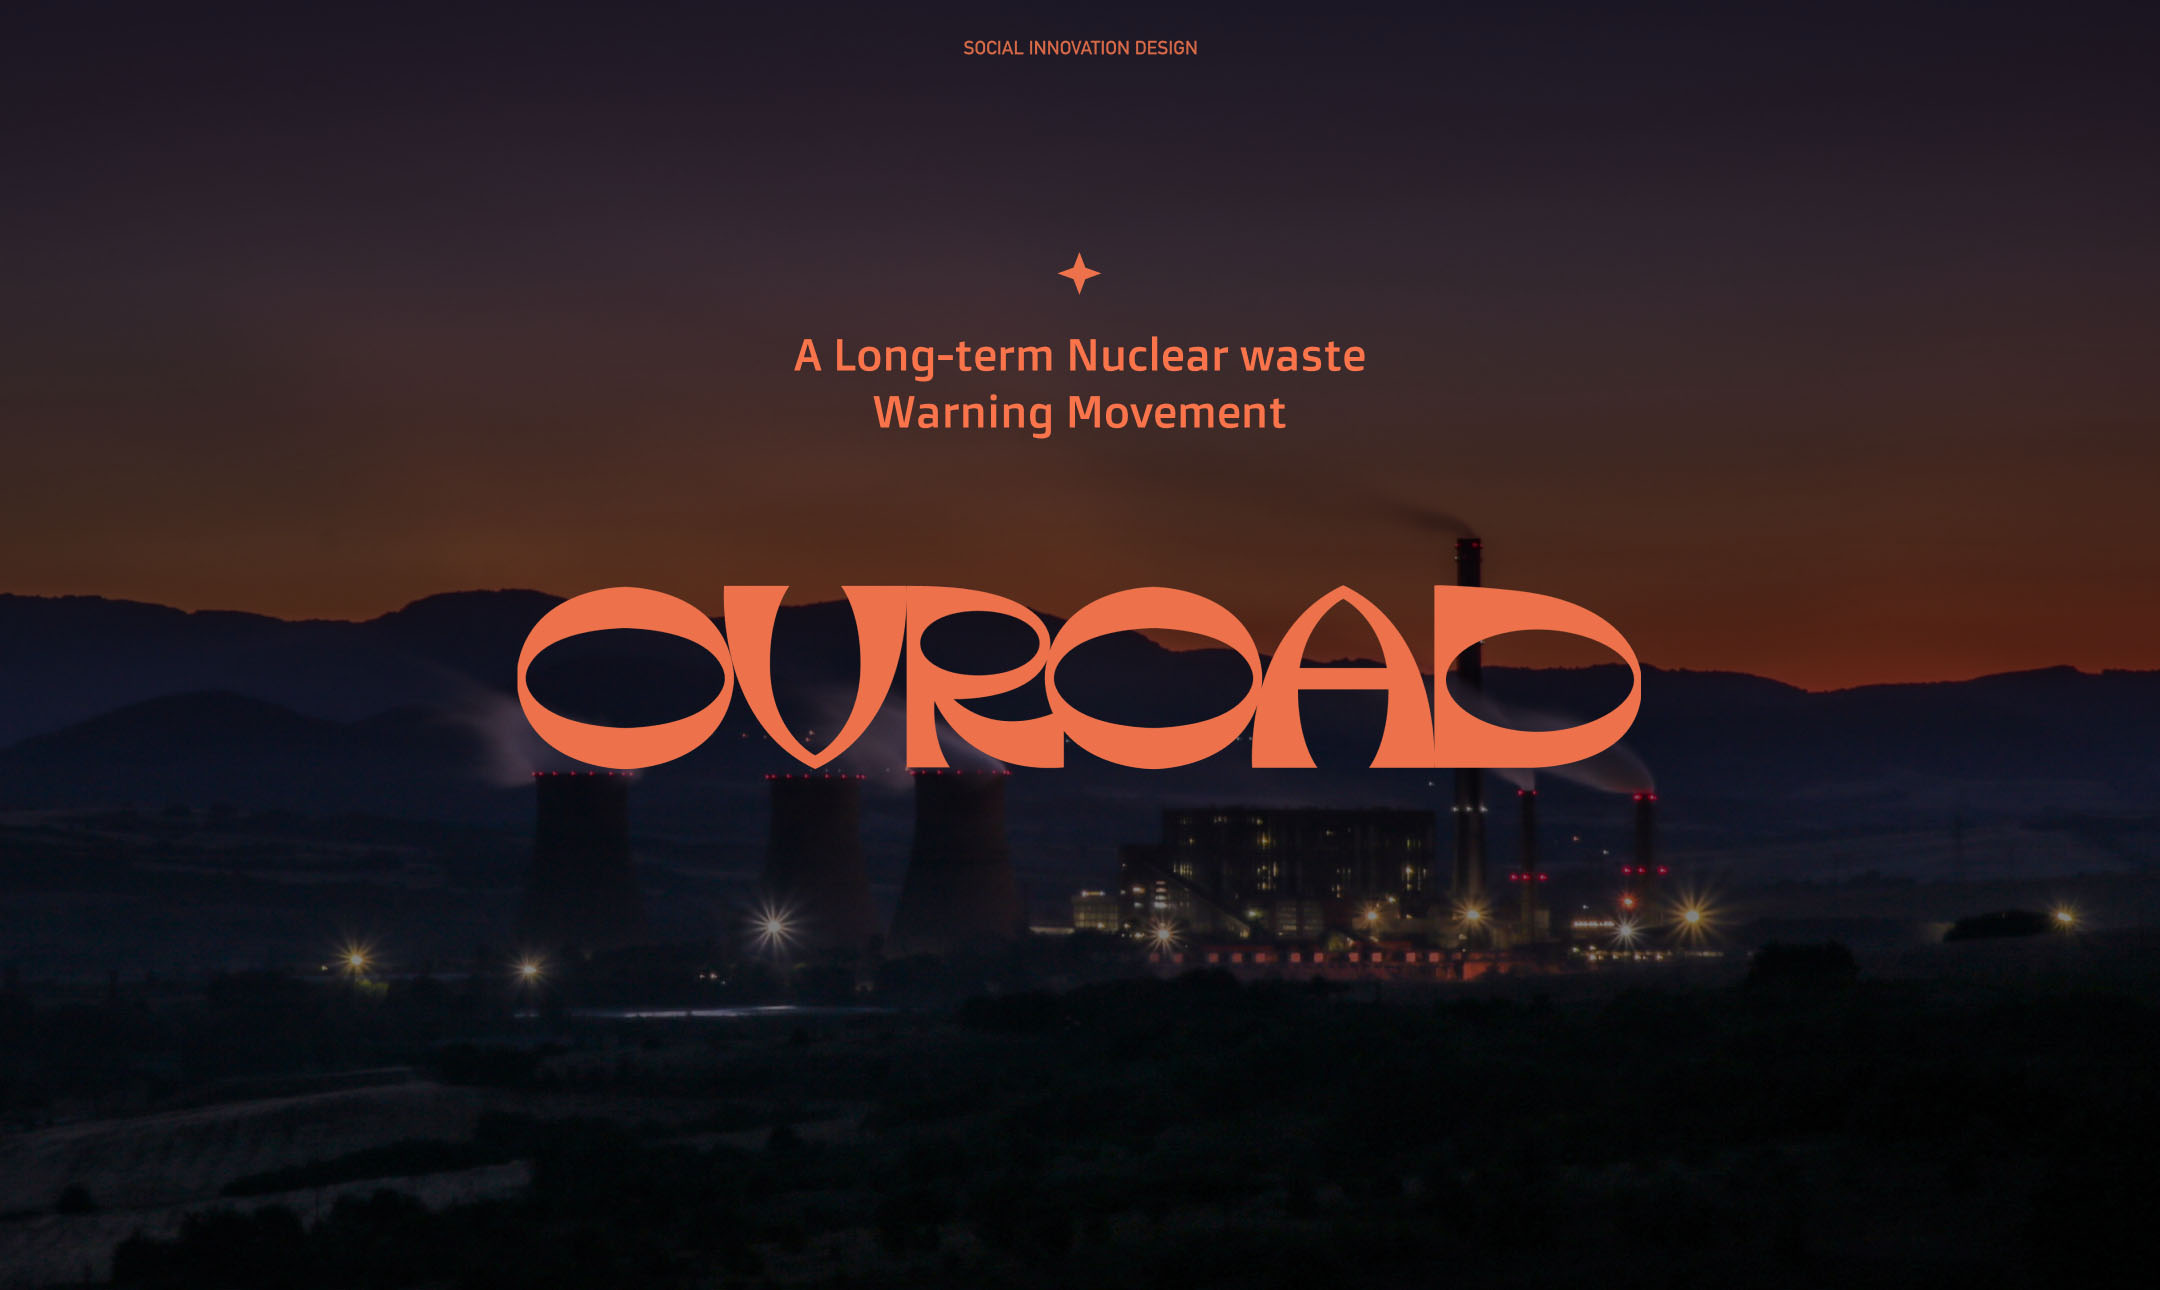 SOCIAL INNOVATION DESIGN
A Long-term Nuclear waste
Warning Movement
OUROAD